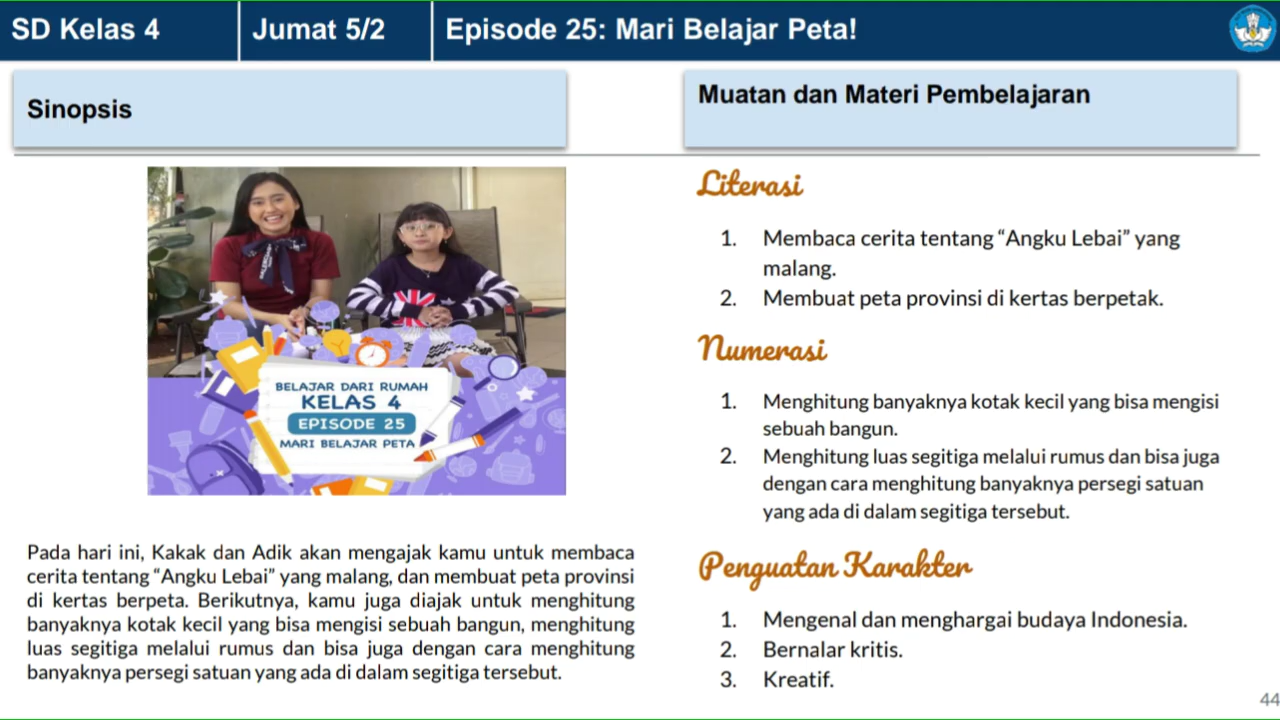 SD Kelas 4
Jumat 5/2
Episode 25: Mari Belajar Peta!
Sinopsis
BELAJAR DARI RUMAH
KELAS 4
EPISODE 25
MARI BELAJAR PETA
Pada hari ini, Kakak dan Adik akan mengajak kamu untuk membaca
cerita tentang “Angku Lebai” yang malang, dan membuat peta provinsi
di kertas berpeta. Berikutnya, kamu juga diajak untuk menghitung
banyaknya kotak kecil yang bisa mengisi sebuah bangun, menghitung
luas segitiga melalui rumus dan bisa juga dengan cara menghitung
banyaknya persegi satuan yang ada di dalam segitiga tersebut.
Muatan dan Materi Pembelajaran
Literasi
1. Membaca cerita tentang “Angku Lebai” yang
malang.
2. Membuat peta provinsi di kertas berpetak.
Numerasi
1. Menghitung banyaknya kotak kecil yang bisa mengisi
sebuah bangun.
2. Menghitung luas segitiga melalui rumus dan bisa juga
dengan cara menghitung banyaknya persegi satuan
yang ada di dalam segitiga tersebut.
Penguatan Karakter
1. Mengenal dan menghargai budaya Indonesia.
2. Bernalar kritis.
3. Kreatif.
44